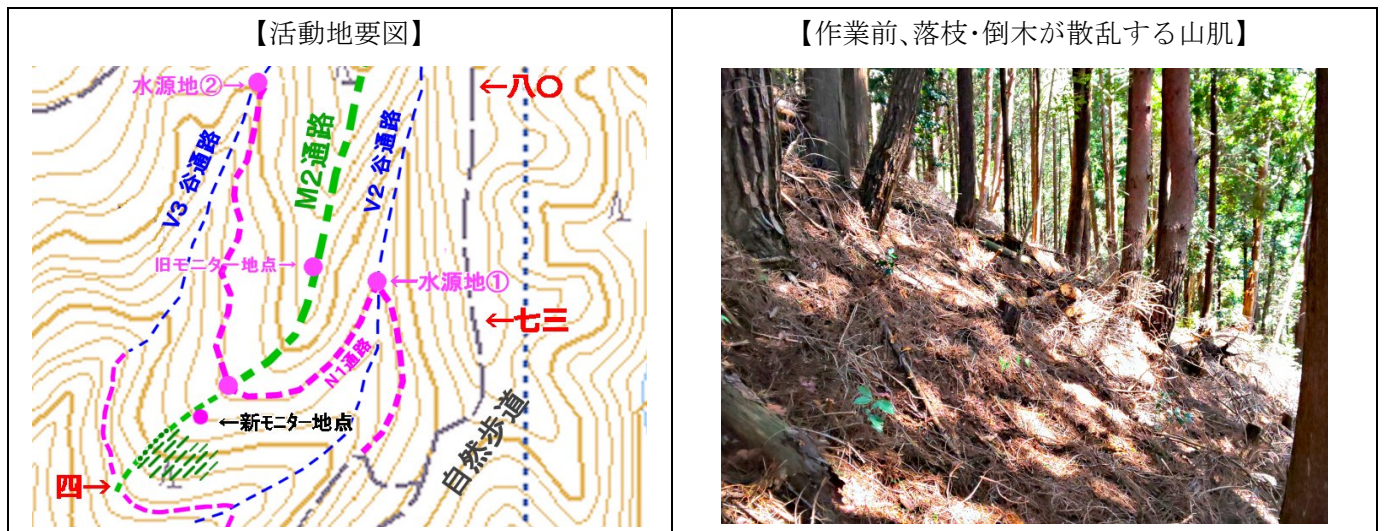 【活動地要図】
【作業前、落枝・倒木が散乱する山肌】
水源地②→
←八〇
V3 谷通路
M2通路
V2 谷通路
旧モニター地点→
←水源地①
←七三
N1通路
←新モニター地点
自然歩道
四→